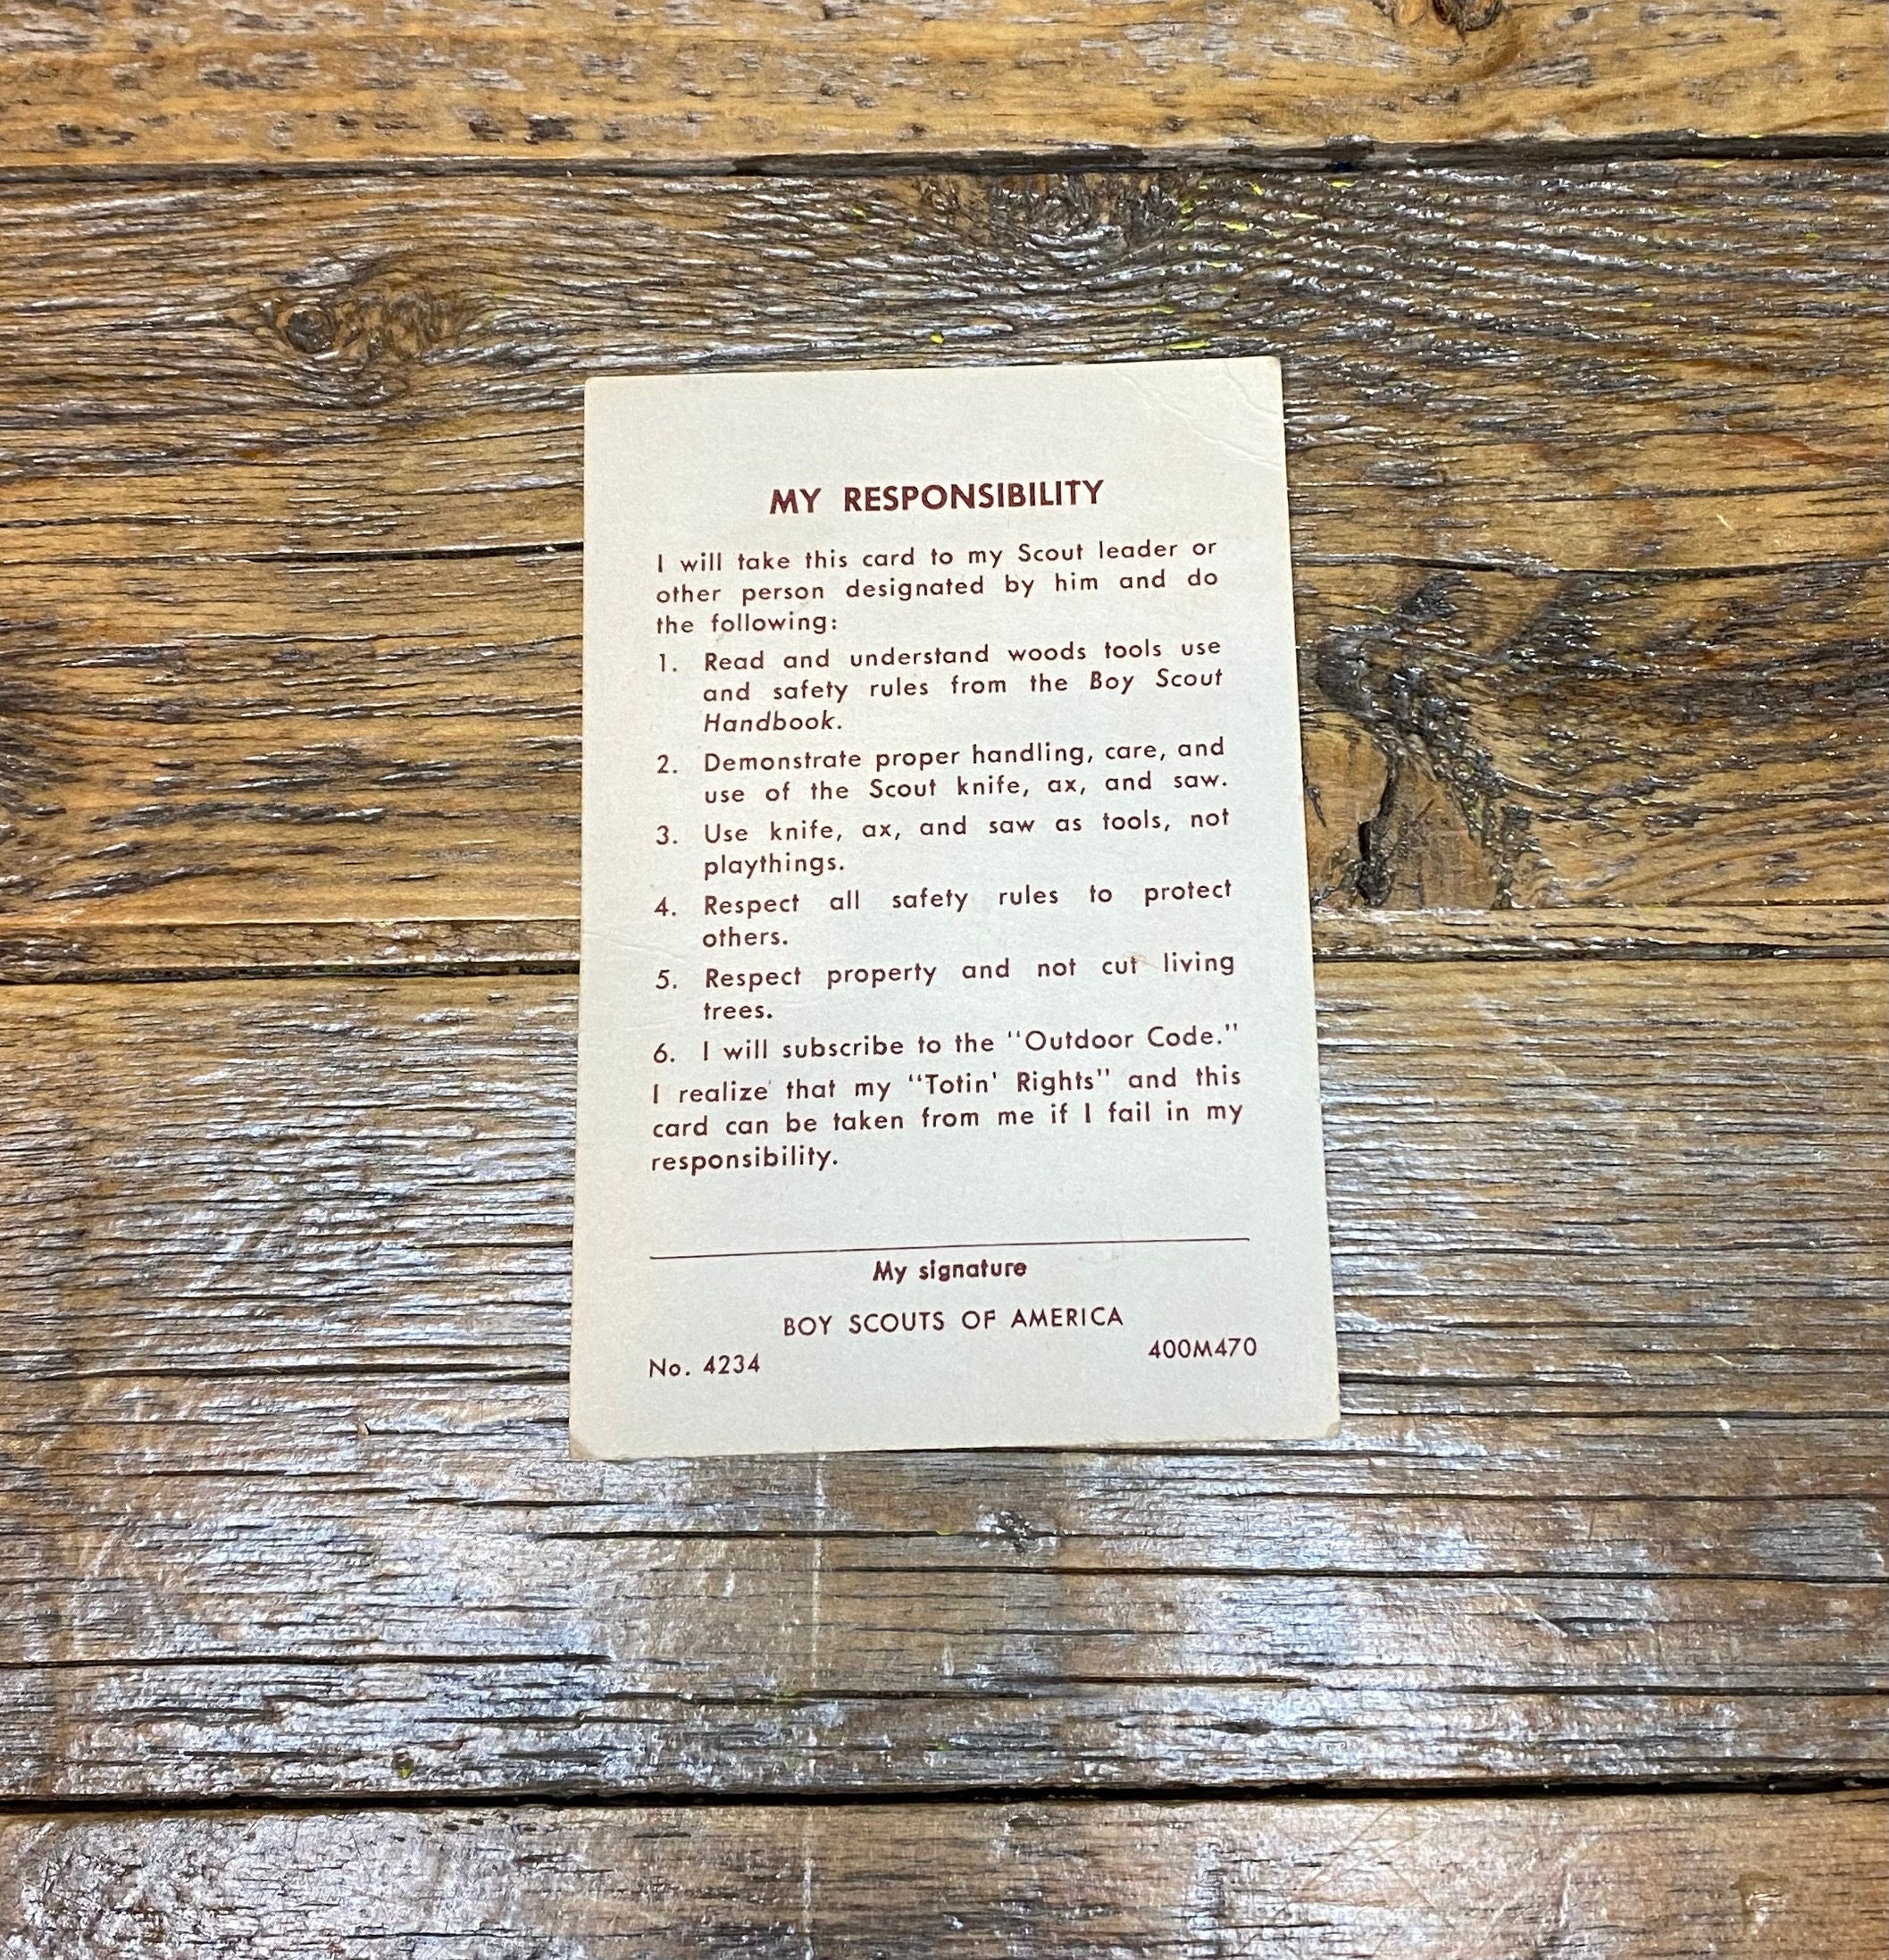 MY RESPONSIBILITY
I will take this card to my Scout leader or
other person designated by him and do
the following:
1. Read and understand woods tools use
and safety rules from the Boy Scout
Handbook.
2. Demonstrate proper handling, care, and
use of the Scout knife, ax, and saw.
3. Use knife, ax, and saw as tools, not
playthings.
4. Respect all safety rules to protect
others.
5. Respect property and not cut living
trees.
6. I will subscribe to the "Outdoor Code."
I realize that my "Totin' Rights" and this
card can be taken from me if I fail in my
responsibility.
My signature
BOY SCOUTS OF AMERICA
No. 4234 400M470